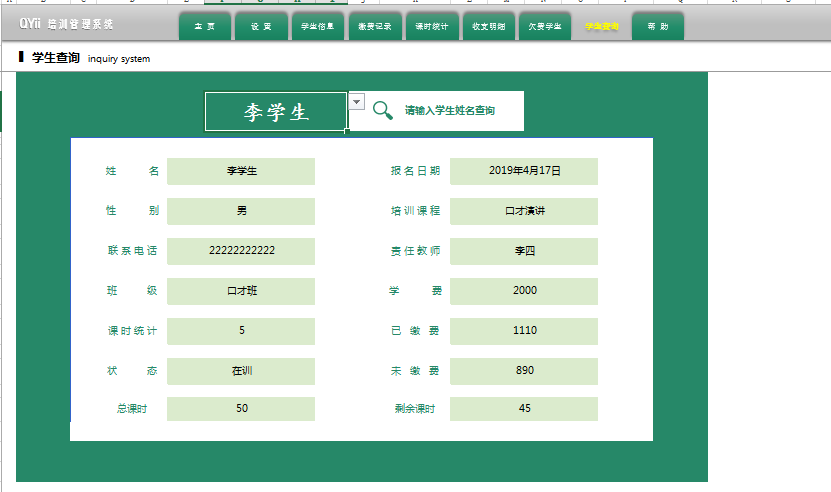 QYii 培训管理系统 主 页 设 置 学生信息 缴费记录 课时统计 收支明细 欠费学生 学生查询 帮 助
学生查询 inquiry system
李学生 请输入学生姓名查询
姓 名 李学生 报名日期 2019年4月17日
性 别 男 培训课程 口才演讲
联系电话 22222222222 责任教师 李四
班 级 口才班 学 费 2000
课时统计 5 已 缴 费 1110
状 态 在训 未 缴 费 890
总课时 50 剩余课时 45